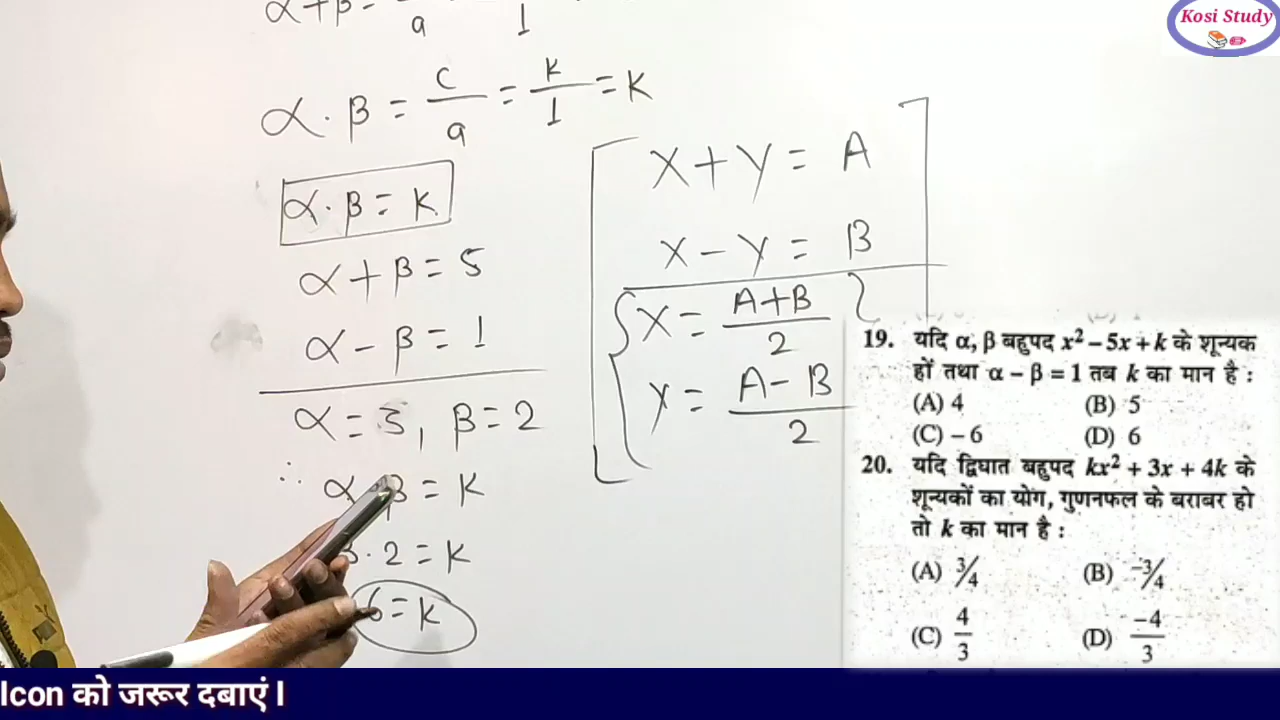 α+β=
a
1
α.β = c/a = k/1 = K
α.β = K
α+β = 5
α-β = 1
α = 3, β = 2
∴ α.β = K
3.2 = K
6 = K
X+Y = A
X-Y = B
X = A+B/2
Y = A-B/2
Kosi Study
19. यदि α, β बहुपद x² – 5x + k के शून्यक
हों तथा α – β = 1 तब k का मान है :
(A) 4 (B) 5
(C) – 6 (D) 6
20. यदि द्विघात बहुपद kx² + 3x + 4k के
शून्यकों का योग, गुणनफल के बराबर हो
तो k का मान है :
(A) 3/4 (B) –3/4
(C) 4/3 (D) –4/3
Icon को जरूर दबाएं I